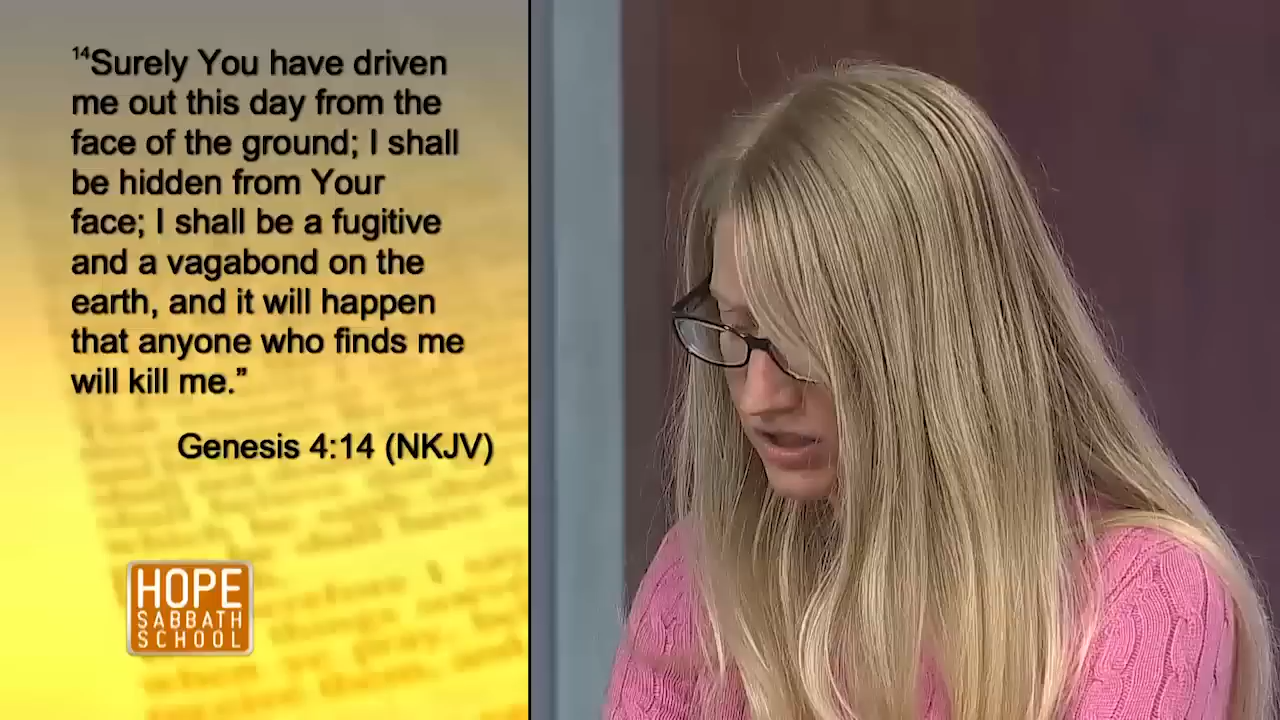 ¹⁴“Surely You have driven
me out this day from the
face of the ground; I shall
be hidden from Your
face; I shall be a fugitive
and a vagabond on the
earth, and it will happen
that anyone who finds me
will kill me.”
Genesis 4:14 (NKJV)
HOPE
SABBATH
SCHOOL